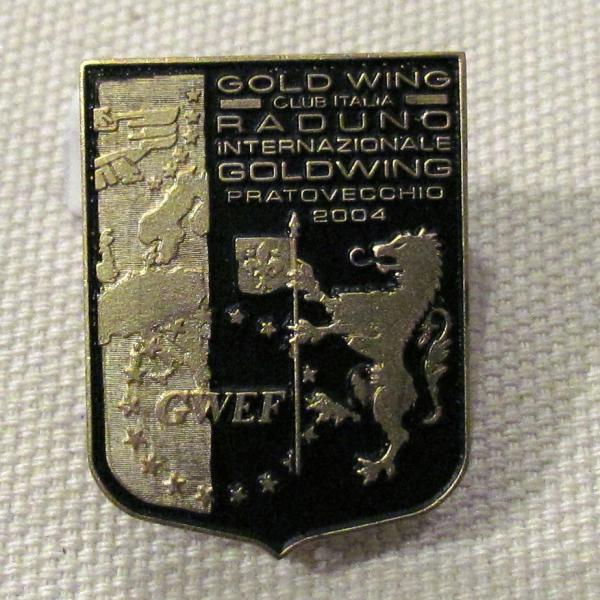 GOLD WING
CLUB ITALIA
RADUNO
INTERNAZIONALE
GOLDWING
PRATOVECCHIO
2004
GWEF